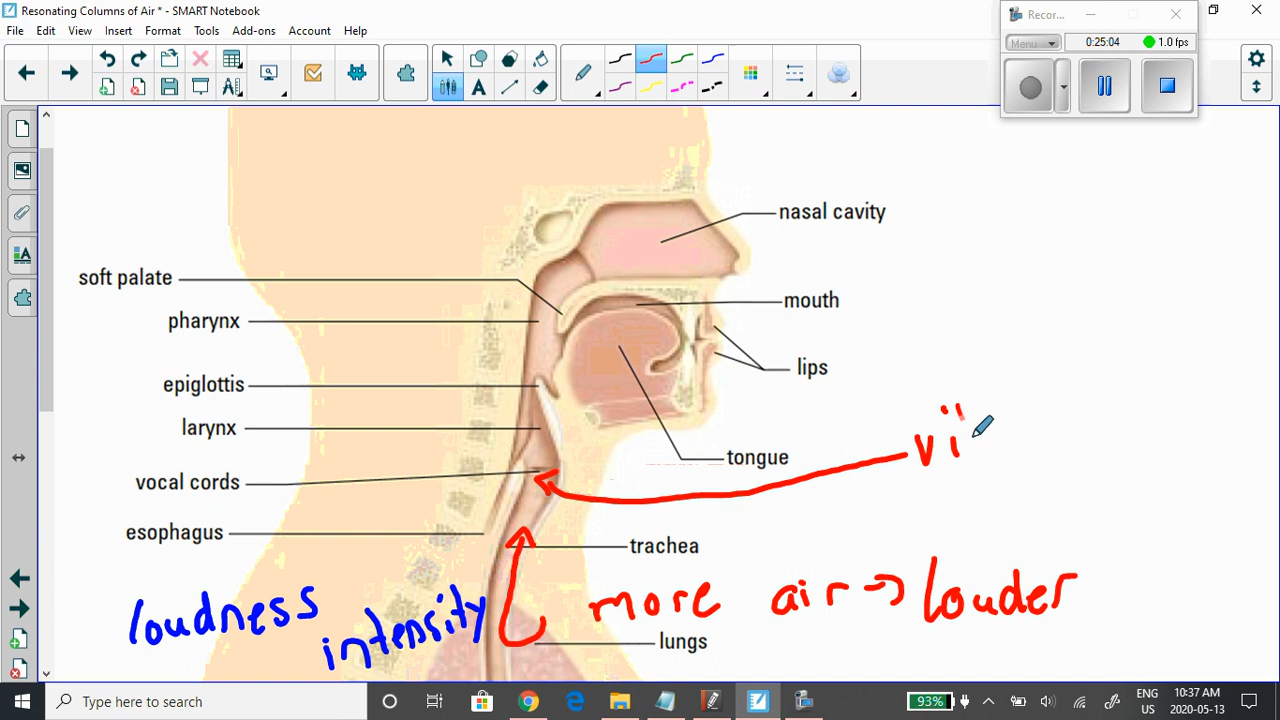 Resonating Columns of Air * - SMART Notebook
Recor...
File Edit View Insert Format Tools Add-ons Account Help
Menu
0:25:04
1.0 fps
nasal cavity
soft palate
mouth
pharynx
lips
epiglottis
larynx
vi
tongue
vocal cords
esophagus
trachea
more air → louder
loudness
intensity
lungs
Type here to search
93%
ENG
US
10:37 AM
2020-05-13